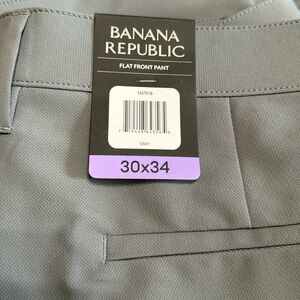 BANANA
REPUBLIC
FLAT FRONT PANT
GRAY
30x34